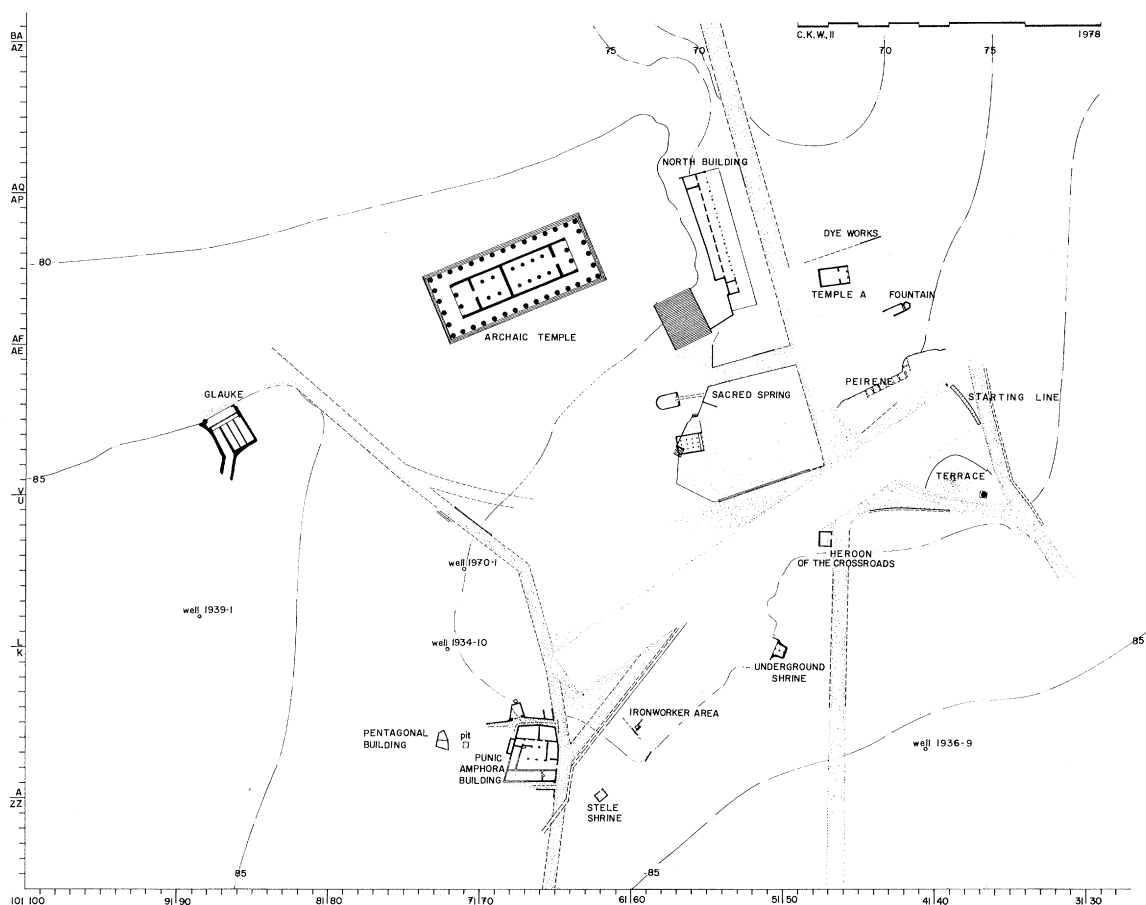 BA
AZ
C.K.W., II
1978
75
70
70
75
NORTH BUILDING
AQ
AP
DYE WORKS
80
TEMPLE A
FOUNTAIN
ARCHAIC TEMPLE
AF
AE
PEIRENE
GLAUKE
SACRED SPRING
STARTING LINE
85
V
U
TERRACE
HEROON
OF THE CROSSROADS
well 1970-1
well 1939-1
well 1934-10
L
K
85
UNDERGROUND
SHRINE
IRONWORKER AREA
PENTAGONAL
BUILDING
pit
PUNIC
AMPHORA
BUILDING
well 1936-9
A
ZZ
STELE
SHRINE
85
85
101 100
91 90
81 80
71 70
61 60
51 50
41 40
31 30